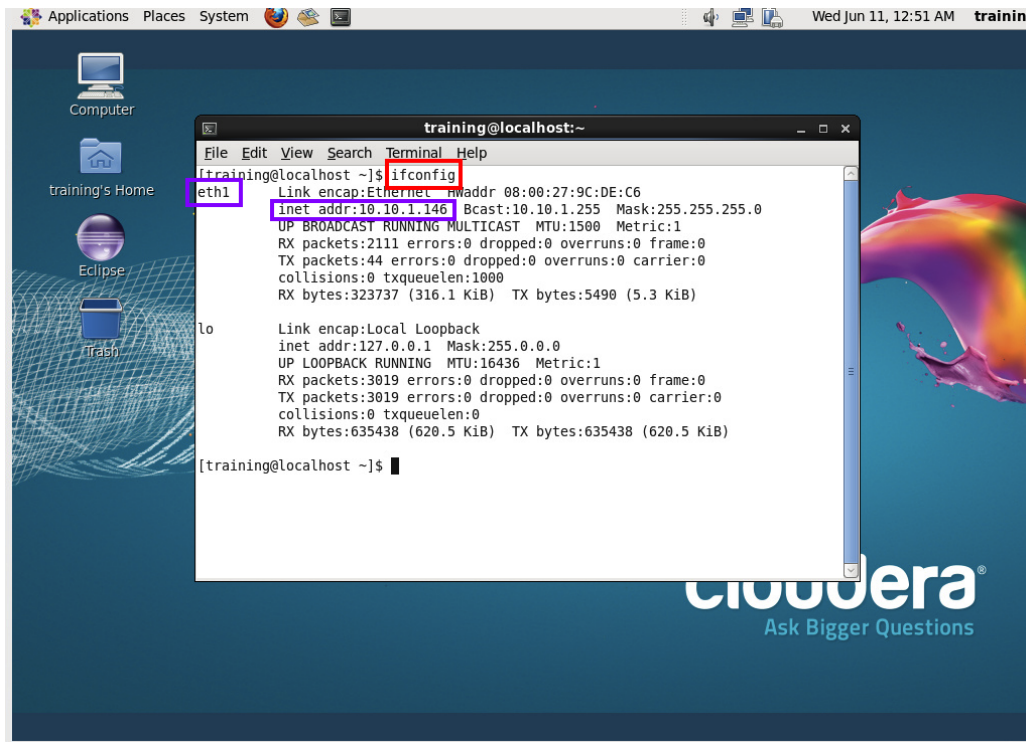 Applications Places System Wed Jun 11, 12:51 AM trainin
Computer
training's Home
Eclipse
Trash
training@localhost:~
File Edit View Search Terminal Help
[training@localhost ~]$ ifconfig
eth1 Link encap:Ethernet HWaddr 08:00:27:9C:DE:C6
inet addr:10.10.1.146 Bcast:10.10.1.255 Mask:255.255.255.0
UP BROADCAST RUNNING MULTICAST MTU:1500 Metric:1
RX packets:2111 errors:0 dropped:0 overruns:0 frame:0
TX packets:44 errors:0 dropped:0 overruns:0 carrier:0
collisions:0 txqueuelen:1000
RX bytes:323737 (316.1 KiB) TX bytes:5490 (5.3 KiB)
lo Link encap:Local Loopback
inet addr:127.0.0.1 Mask:255.0.0.0
UP LOOPBACK RUNNING MTU:16436 Metric:1
RX packets:3019 errors:0 dropped:0 overruns:0 frame:0
TX packets:3019 errors:0 dropped:0 overruns:0 carrier:0
collisions:0 txqueuelen:0
RX bytes:635438 (620.5 KiB) TX bytes:635438 (620.5 KiB)
[training@localhost ~]$
cloudera®
Ask Bigger Questions